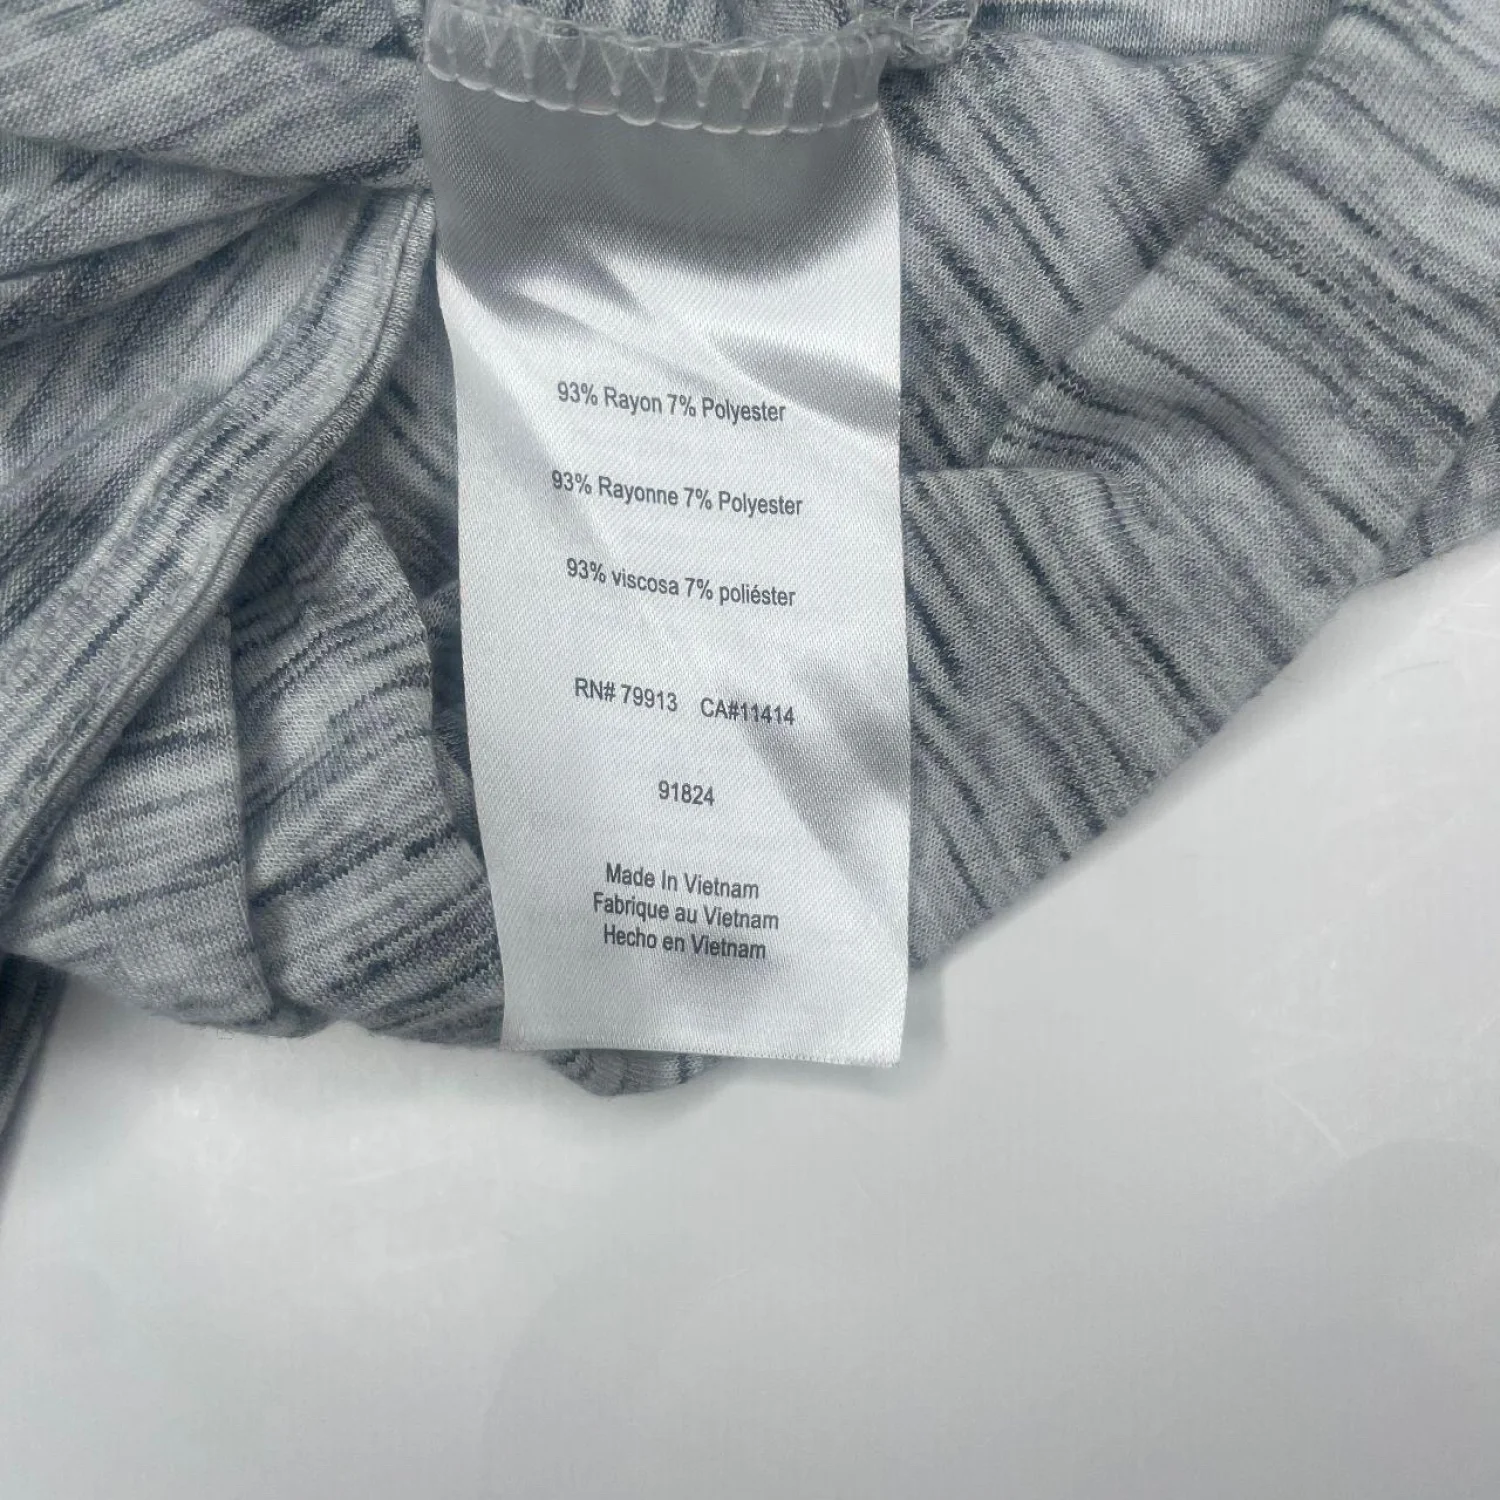 93% Rayon 7% Polyester
93% Rayonne 7% Polyester
93% viscosa 7% poliéster
RN# 79913 CA#11414
91824
Made In Vietnam
Fabrique au Vietnam
Hecho en Vietnam